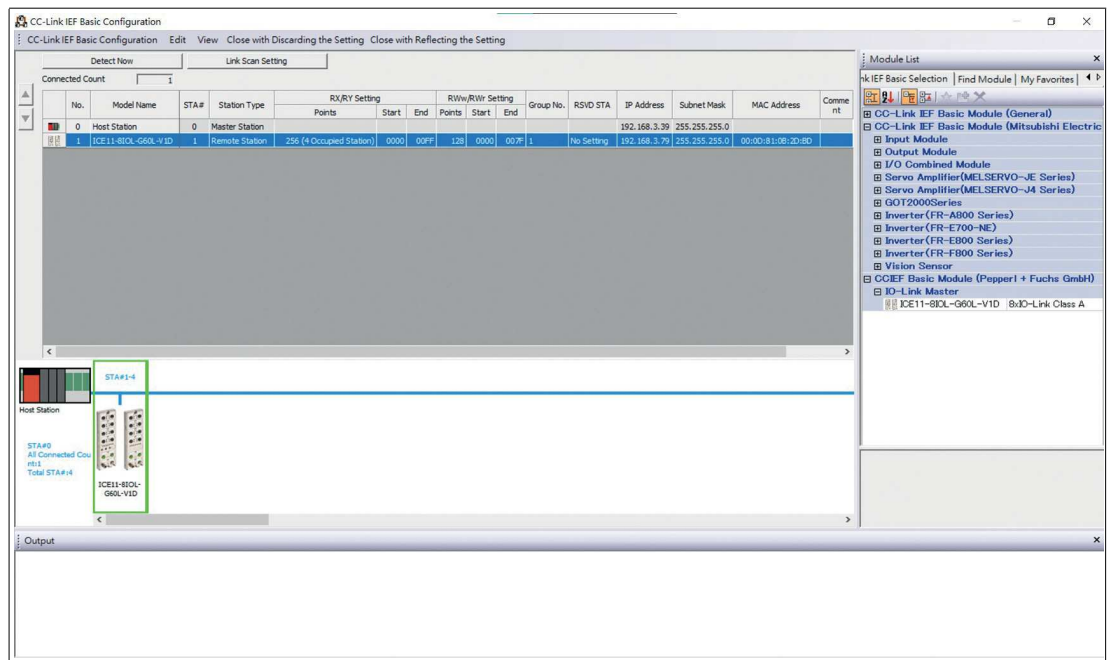 CC-Link IEF Basic Configuration
CC-Link IEF Basic Configuration Edit View Close with Discarding the Setting Close with Reflecting the Setting
Detect Now Link Scan Setting
Connected Count 1
No. Model Name STA# Station Type RX/RY Setting RWw/RWr Setting Group No. RSVD STA IP Address Subnet Mask MAC Address Comme
nt
Points Start End Points Start End
0 Host Station 0 Master Station 192.168.3.39 255.255.255.0
1 ICE11-8IOL-G60L-V1D 1 Remote Station 256 (4 Occupied Station) 0000 00FF 128 0000 007F 1 No Setting 192.168.3.79 255.255.255.0 00:0D:81:0B:2D:BD
STA#1-4
Host Station
STA#0
All Connected Cou
nt:1
Total STA#:4
ICE11-8IOL-
G60L-V1D
Module List
nk IEF Basic Selection Find Module My Favorites
CC-Link IEF Basic Module (General)
CC-Link IEF Basic Module (Mitsubishi Electric
Input Module
Output Module
I/O Combined Module
Servo Amplifier(MELSERVO-JE Series)
Servo Amplifier(MELSERVO-J4 Series)
GOT2000Series
Inverter(FR-A800 Series)
Inverter(FR-E700-NE)
Inverter(FR-E800 Series)
Inverter(FR-F800 Series)
Vision Sensor
CCIEF Basic Module (Pepperl + Fuchs GmbH)
IO-Link Master
ICE11-8IOL-G60L-V1D 8xIO-Link Class A
Output